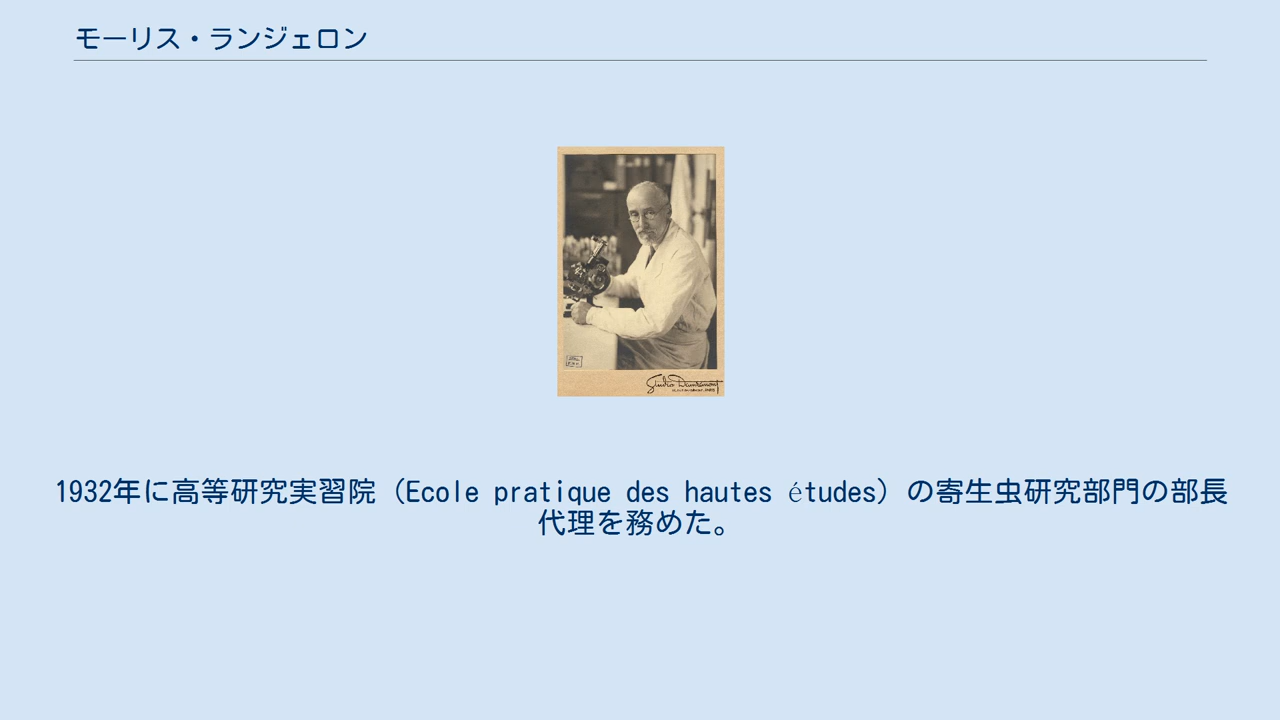 モーリス・ランジェロン
1932年に高等研究実習院（Ecole pratique des hautes études）の寄生虫研究部門の部長
代理を務めた。